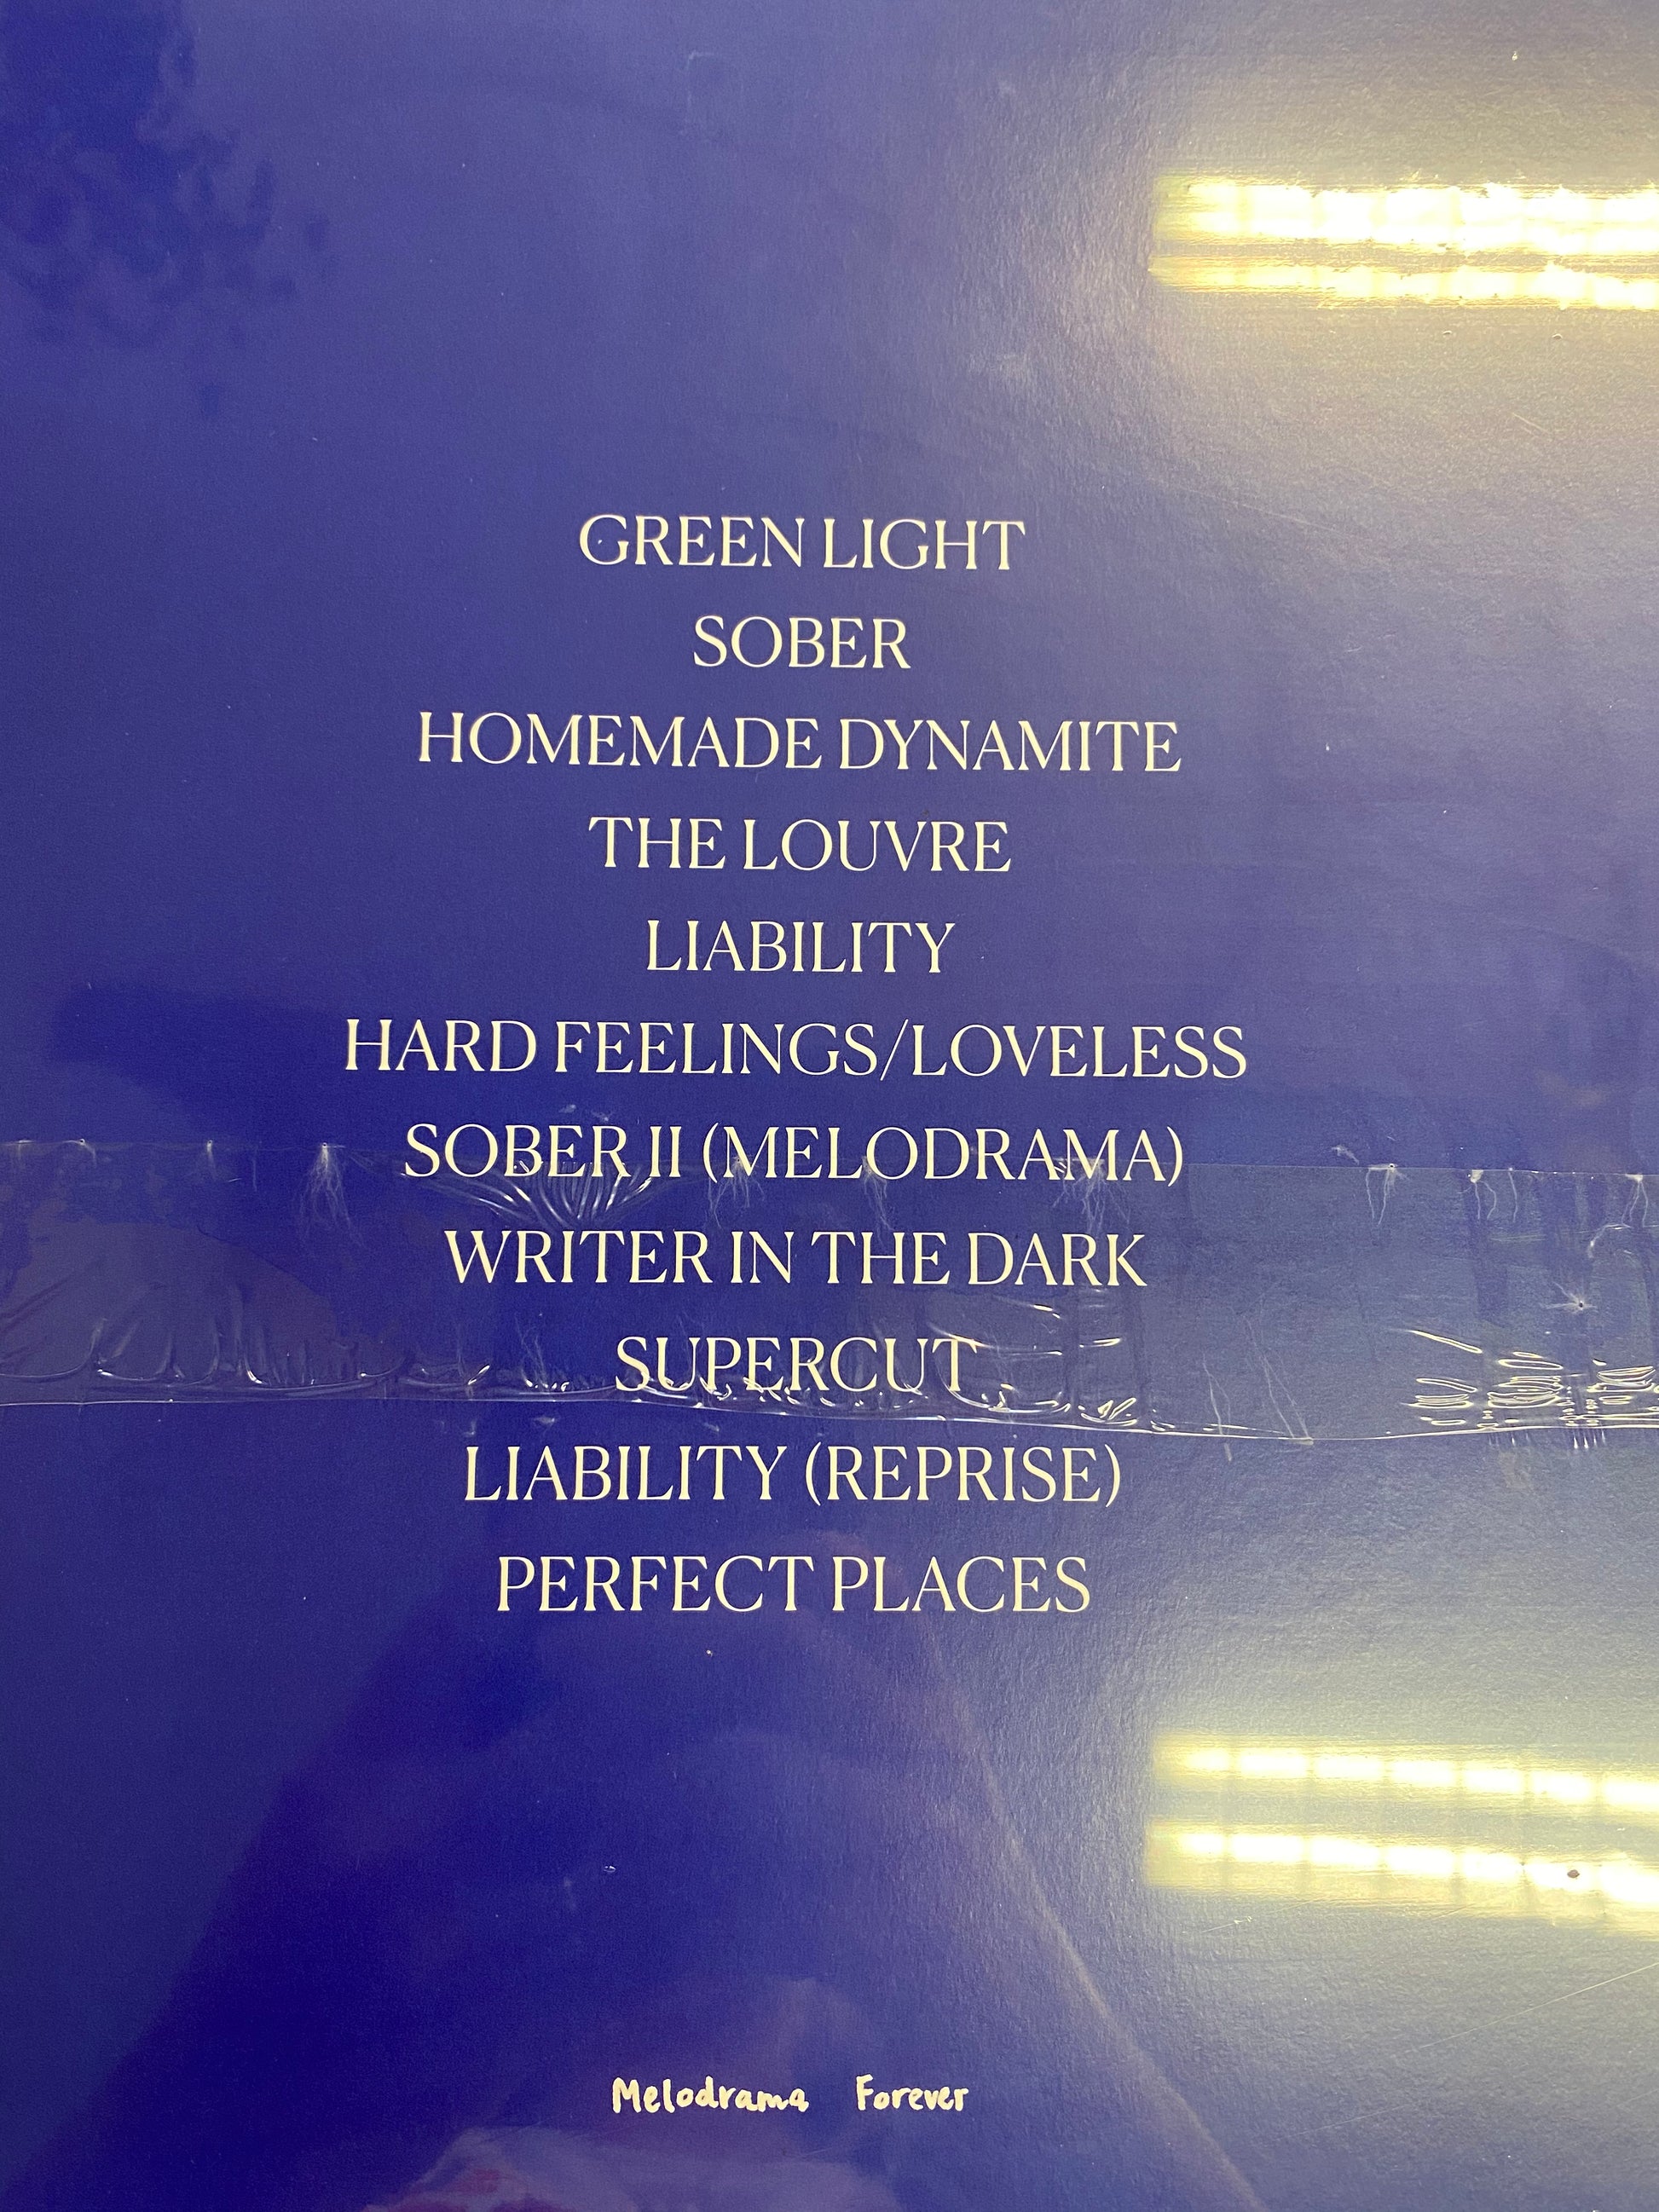 GREEN LIGHT
SOBER
HOMEMADE DYNAMITE
THE LOUVRE
LIABILITY
HARD FEELINGS/LOVELESS
SOBER II (MELODRAMA)
WRITER IN THE DARK
SUPERCUT
LIABILITY (REPRISE)
PERFECT PLACES
Melodrama Forever